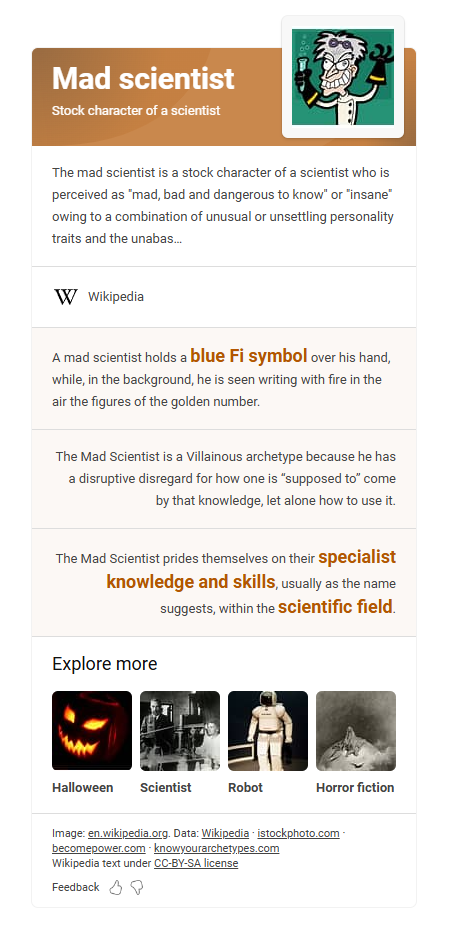 Mad scientist
Stock character of a scientist
The mad scientist is a stock character of a scientist who is
perceived as "mad, bad and dangerous to know" or "insane"
owing to a combination of unusual or unsettling personality
traits and the unabas...
W Wikipedia
A mad scientist holds a blue Fi symbol over his hand,
while, in the background, he is seen writing with fire in the
air the figures of the golden number.
The Mad Scientist is a Villainous archetype because he has
a disruptive disregard for how one is “supposed to” come
by that knowledge, let alone how to use it.
The Mad Scientist prides themselves on their specialist
knowledge and skills, usually as the name
suggests, within the scientific field.
Explore more
Halloween Scientist Robot Horror fiction
Image: en.wikipedia.org. Data: Wikipedia · istockphoto.com ·
becomepower.com · knowyourarchetypes.com
Wikipedia text under CC-BY-SA license
Feedback